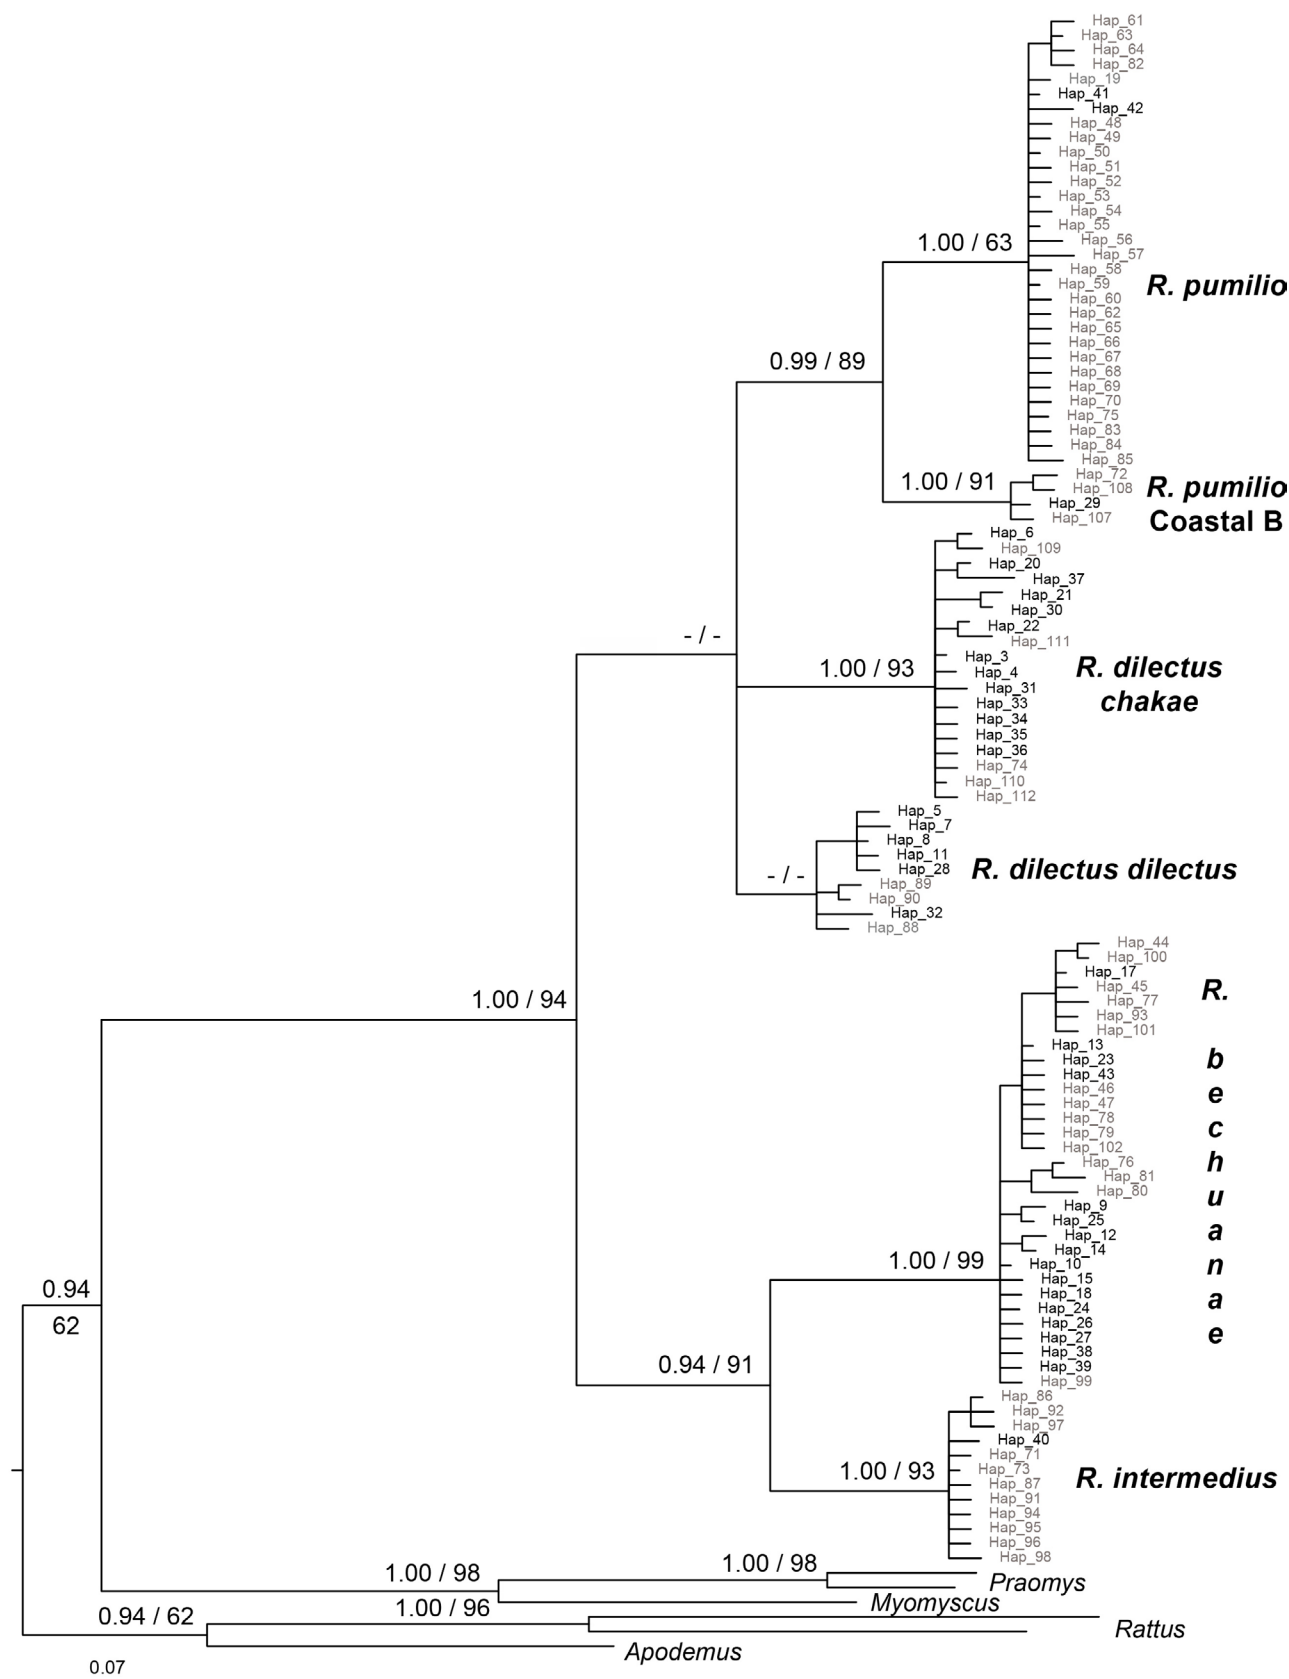 Hap_61
Hap_63
Hap_64
Hap_82
Hap_19
Hap_41
Hap_42
Hap_48
Hap_49
Hap_50
Hap_51
Hap_52
Hap_53
Hap_54
Hap_55
1.00 / 63
Hap_56
Hap_57
Hap_58
Hap_59
R. pumilio
Hap_60
Hap_62
Hap_65
Hap_66
Hap_67
0.99 / 89
Hap_68
Hap_69
Hap_70
Hap_75
Hap_83
Hap_84
Hap_85
Hap_72
1.00 / 91
Hap_108
R. pumilio
Hap_29
Hap_107
Coastal B
Hap_6
Hap_109
Hap_20
Hap_37
Hap_21
Hap_30
Hap_22
- / -
Hap_111
Hap_3
1.00 / 93
Hap_4
R. dilectus
Hap_31
Hap_33
chakae
Hap_34
Hap_35
Hap_36
Hap_74
Hap_110
Hap_112
Hap_5
Hap_7
Hap_8
Hap_11
Hap_28
R. dilectus dilectus
- / -
Hap_89
Hap_90
Hap_32
Hap_88
Hap_44
Hap_100
Hap_17
Hap_45
R.
1.00 / 94
Hap_77
Hap_93
Hap_101
Hap_13
Hap_23
b
Hap_43
Hap_46
e
Hap_47
Hap_78
c
Hap_79
Hap_102
Hap_76
h
Hap_81
Hap_80
u
Hap_9
Hap_25
a
Hap_12
Hap_14
1.00 / 99
Hap_10
n
Hap_15
0.94
Hap_18
a
Hap_24
62
Hap_26
e
Hap_27
Hap_38
0.94 / 91
Hap_39
Hap_99
Hap_86
Hap_92
Hap_97
Hap_40
Hap_71
1.00 / 93
Hap_73
R. intermedius
Hap_87
Hap_91
Hap_94
Hap_95
Hap_96
Hap_98
1.00 / 98
1.00 / 98
Praomys
Myomyscus
1.00 / 96
0.94 / 62
Rattus
Apodemus
0.07